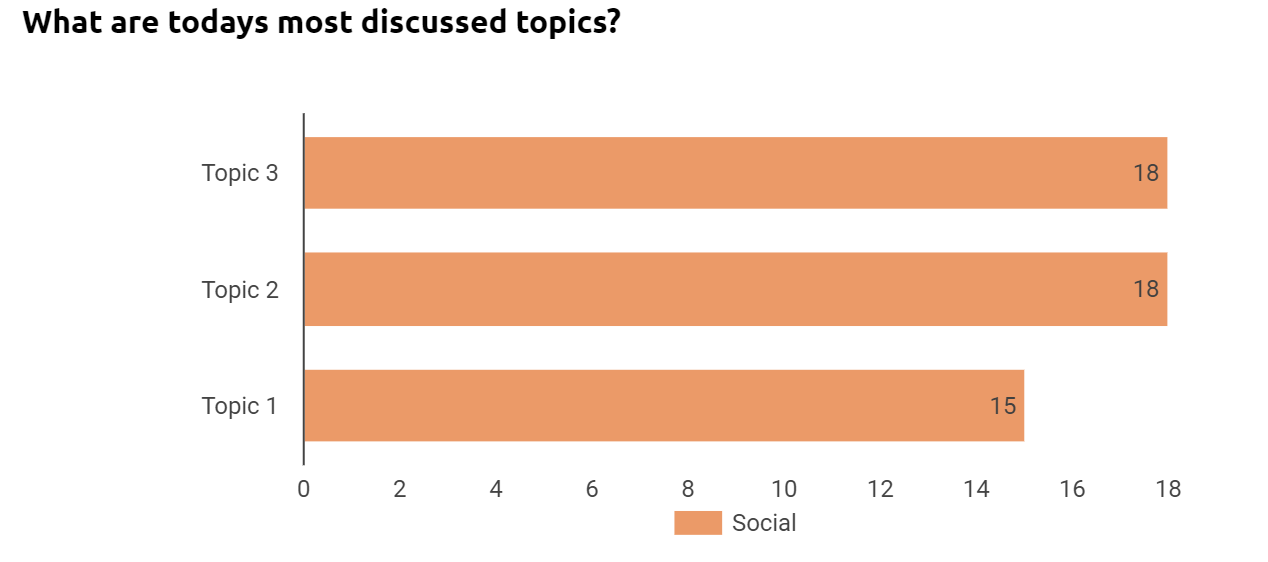 What are todays most discussed topics?
Topic 3
18
Topic 2
18
Topic 1
15
0 2 4 6 8 10 12 14 16 18
Social